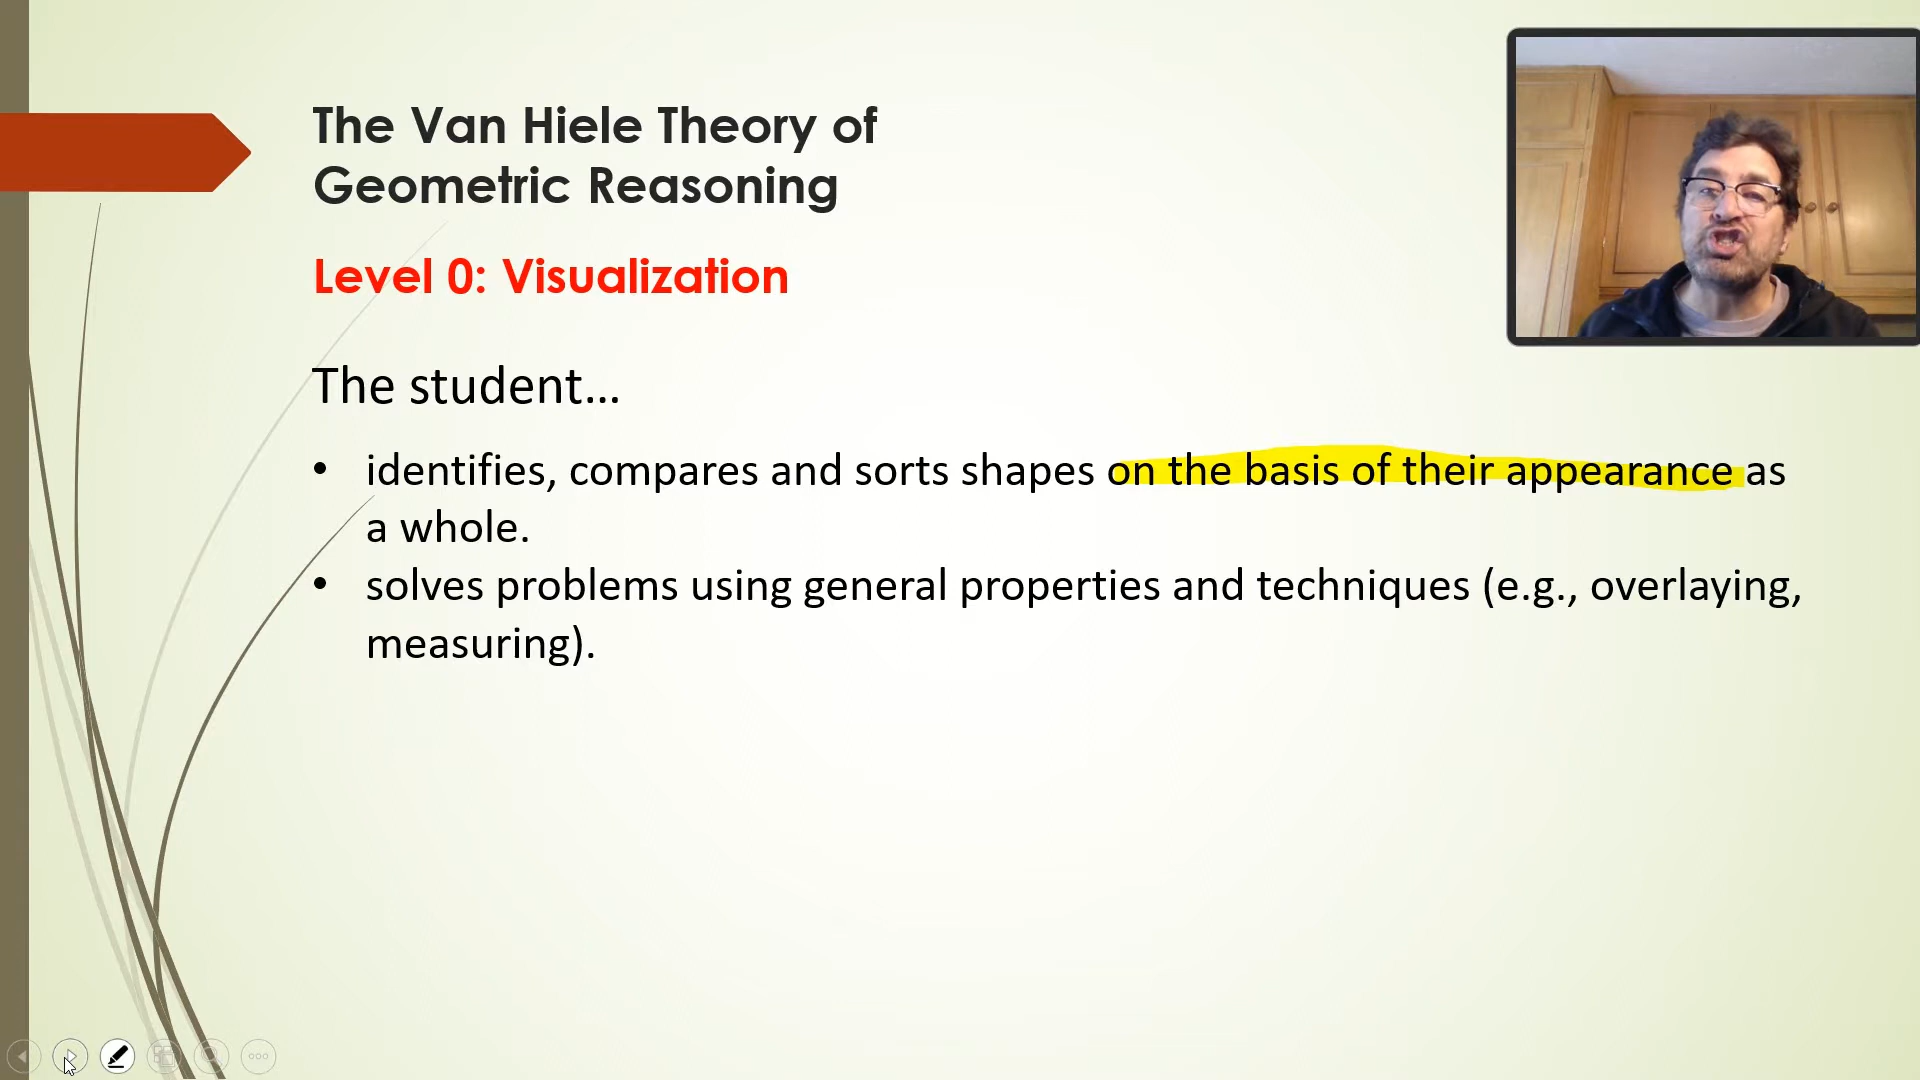 The Van Hiele Theory of
Geometric Reasoning
Level 0: Visualization
The student…
• identifies, compares and sorts shapes on the basis of their appearance as
a whole.
• solves problems using general properties and techniques (e.g., overlaying,
measuring).